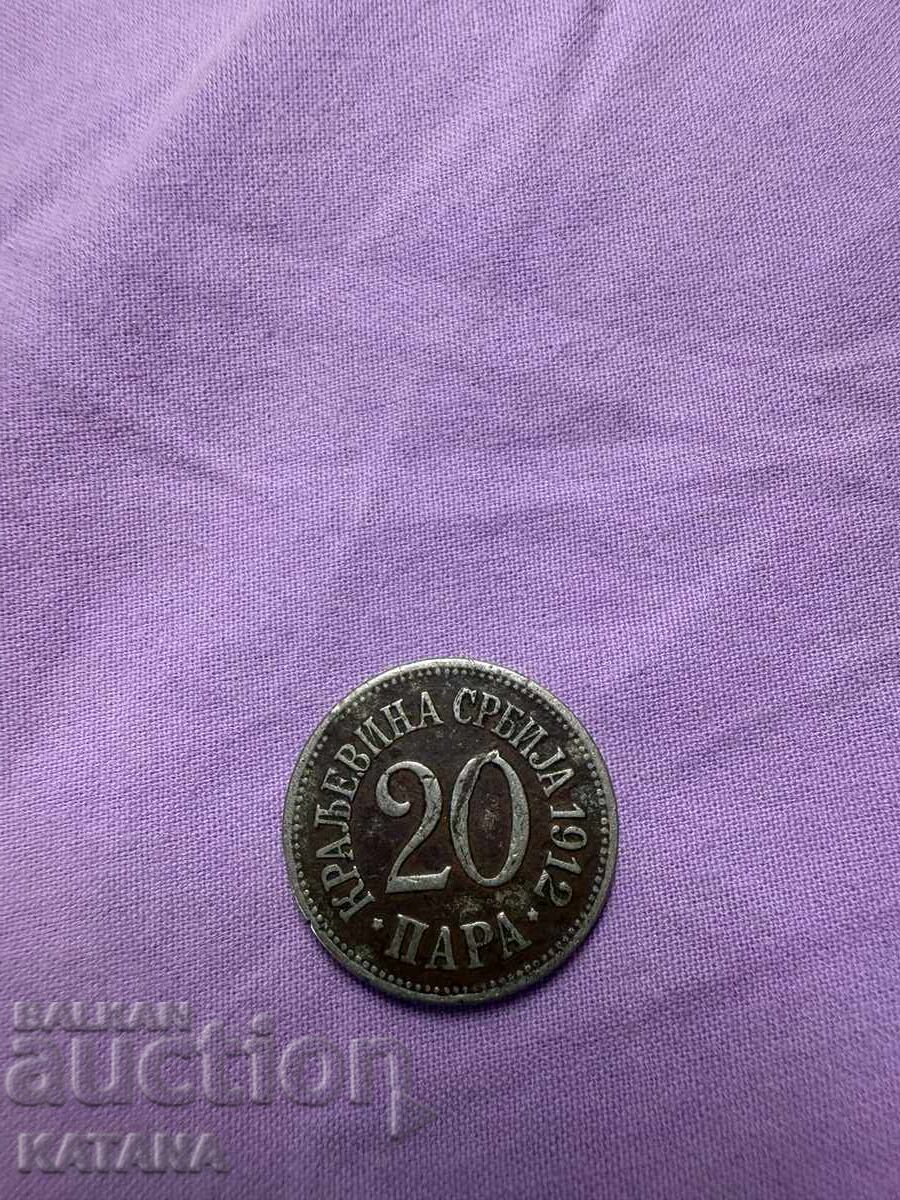 КРАЉЕВИНА СРБИЈА 1912
20
ПАРА
BALKAN
auction
KATANA